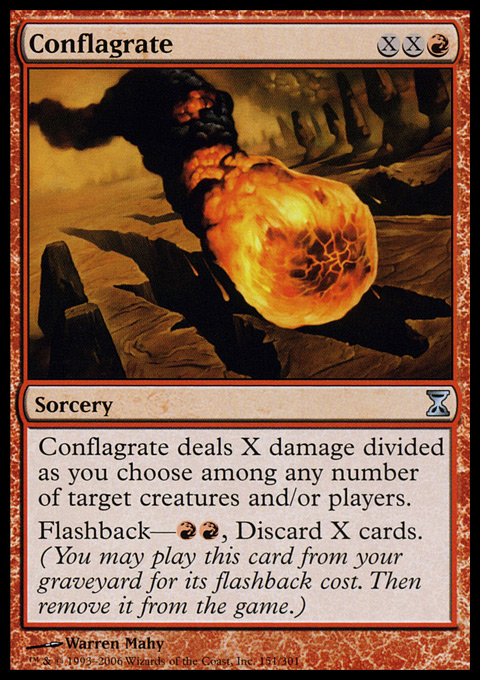 Conflagrate X X R
Sorcery
Conflagrate deals X damage divided
as you choose among any number
of target creatures and/or players.
Flashback—, Discard X cards.
(You may play this card from your
graveyard for its flashback cost. Then
remove it from the game.)
Warren Mahy
™ & © 1993–2006 Wizards of the Coast, Inc. 151/301